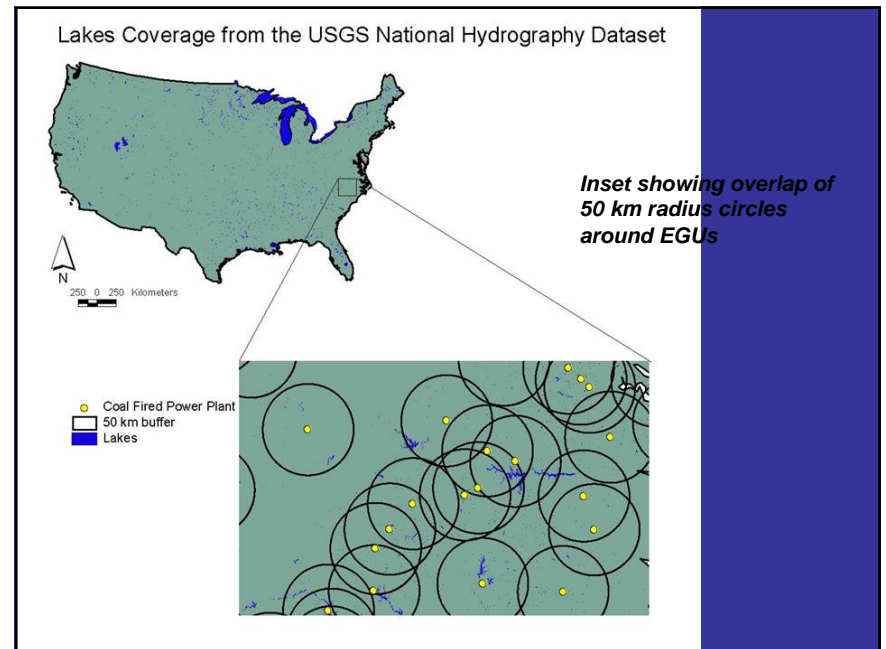 Lakes Coverage from the USGS National Hydrography Dataset
Inset showing overlap of
50 km radius circles
around EGUs
N
250 0 250 Kilometers
Coal Fired Power Plant
50 km buffer
Lakes